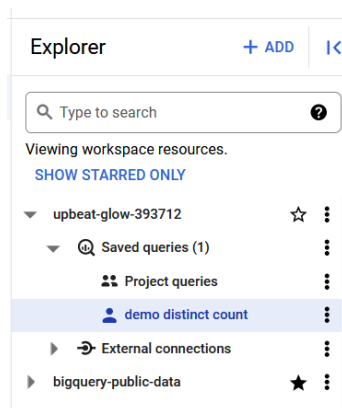 Explorer
+ ADD
Type to search
Viewing workspace resources.
SHOW STARRED ONLY
upbeat-glow-393712
Saved queries (1)
Project queries
demo distinct count
External connections
bigquery-public-data